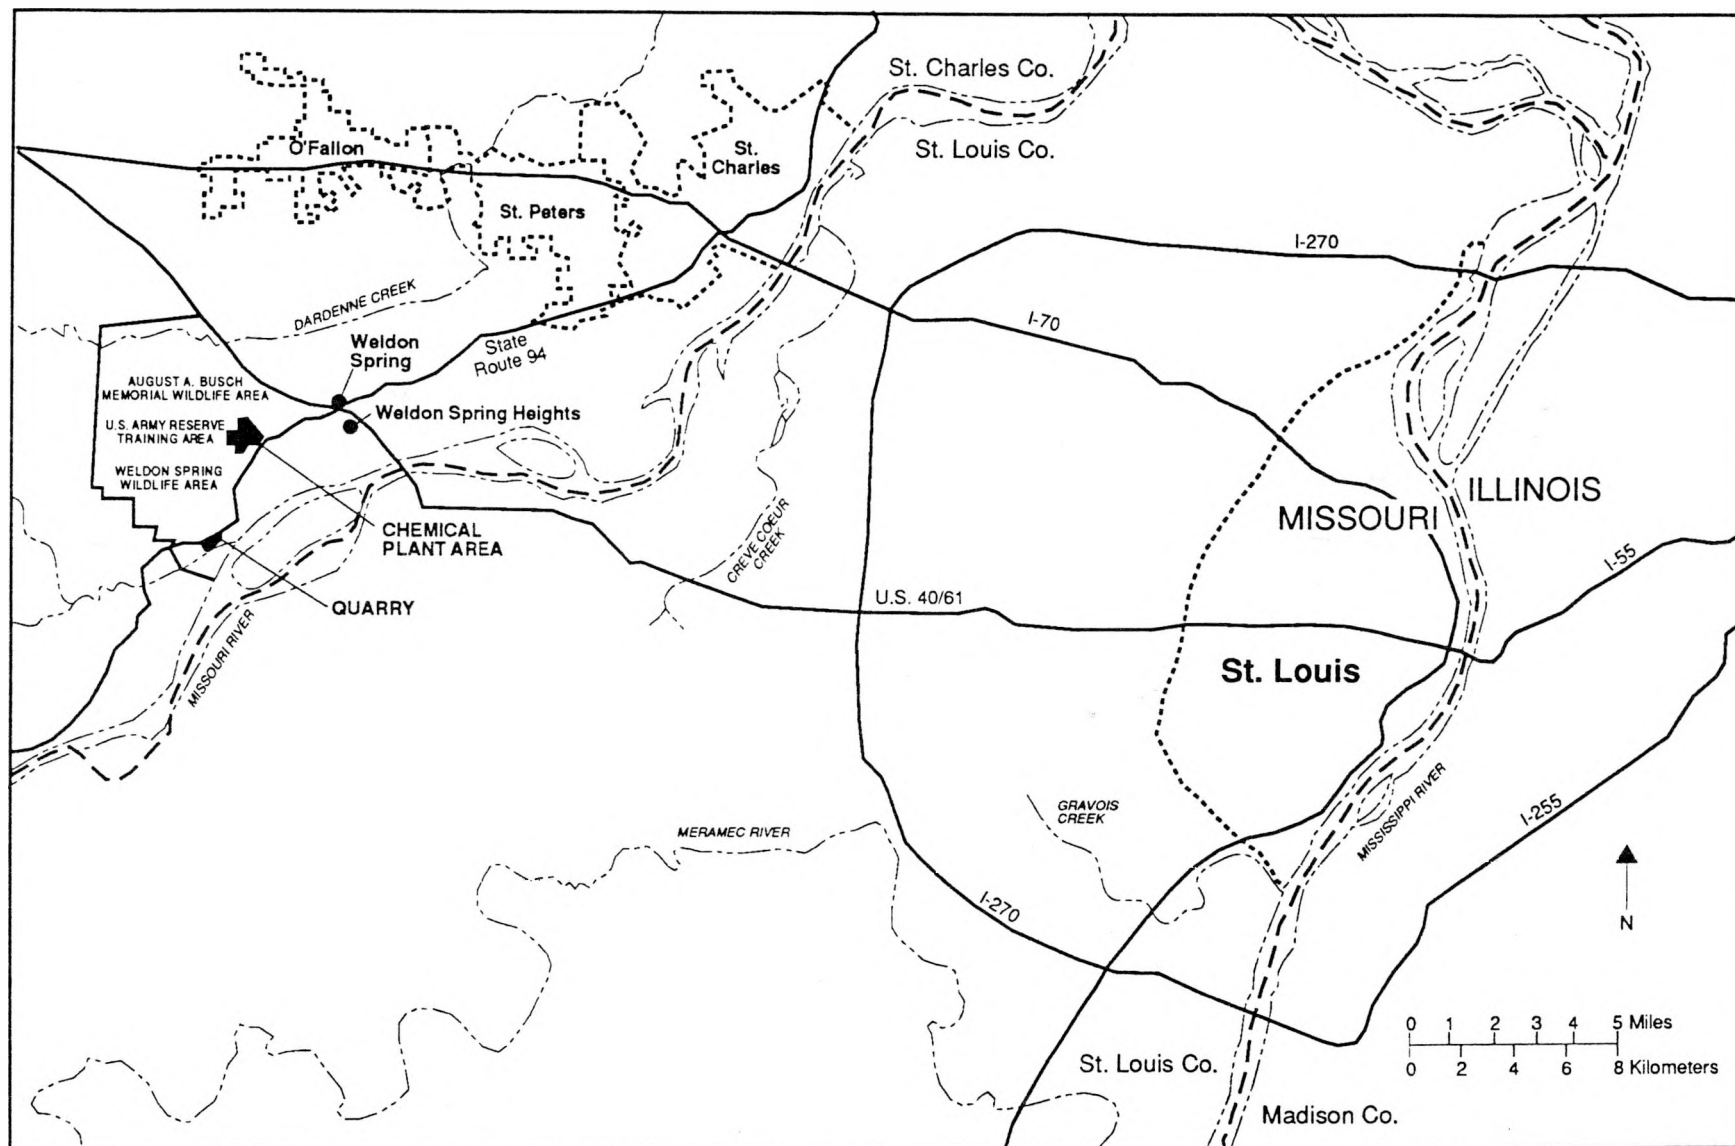 St. Charles Co.
St. Louis Co.
O'Fallon
St.
Charles
St. Peters
I-270
DARDENNE CREEK
I-70
Weldon
Spring
State
Route 94
AUGUST A. BUSCH
MEMORIAL WILDLIFE AREA
U.S. ARMY RESERVE
TRAINING AREA
WELDON SPRING
WILDLIFE AREA
Weldon Spring Heights
CHEMICAL
PLANT AREA
QUARRY
MISSOURI RIVER
CREVE COEUR
CREEK
MISSOURI
ILLINOIS
I-55
U.S. 40/61
St. Louis
MERAMEC RIVER
GRAVOIS
CREEK
MISSISSIPPI RIVER
I-255
I-270
N
0 1 2 3 4 5 Miles
0 2 4 6 8 Kilometers
St. Louis Co.
Madison Co.